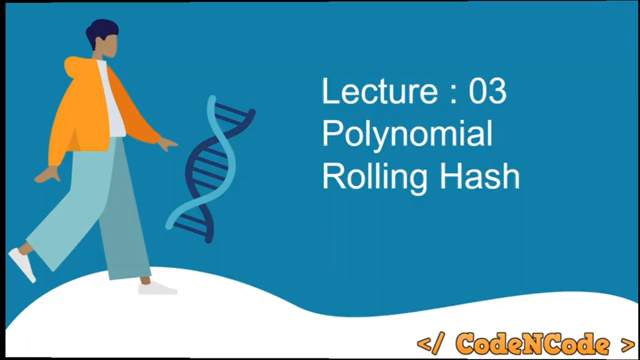 Lecture : 03
Polynomial
Rolling Hash
</ CodeNCode >